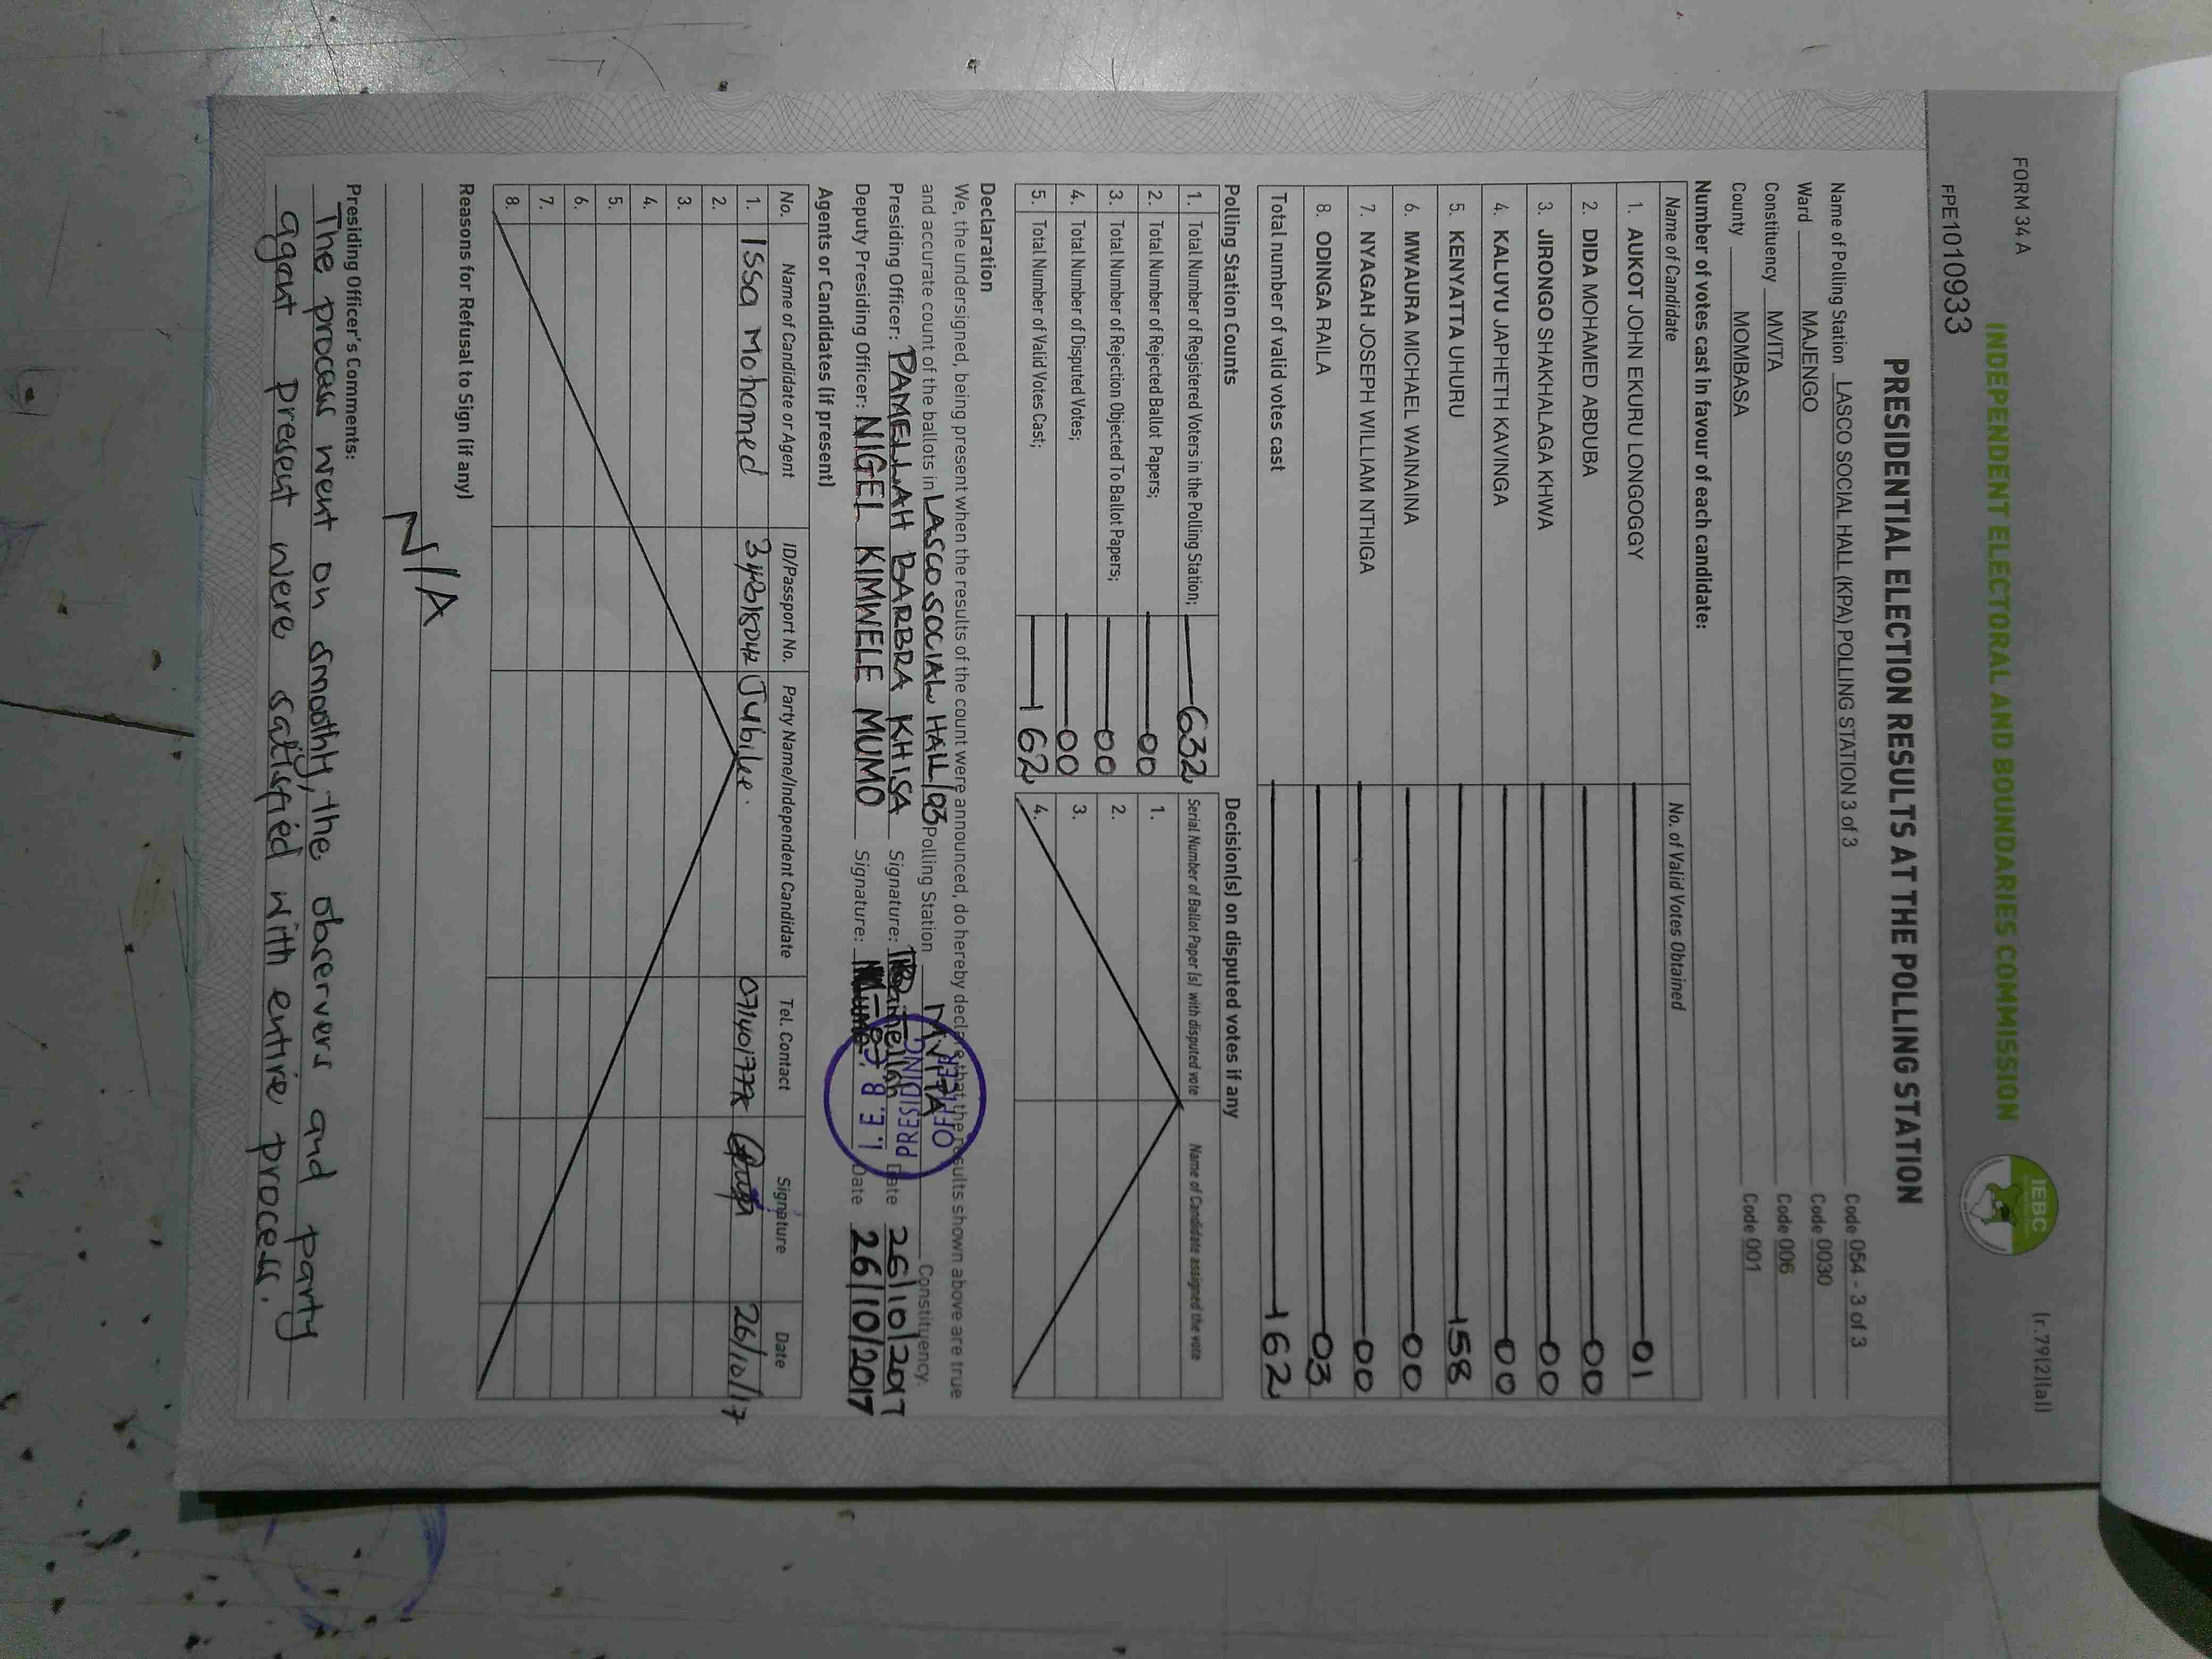 FORM 34 A
(r.79(2)(a))
INDEPENDENT ELECTORAL AND BOUNDARIES COMMISSION
IEBC
FPE1010933
PRESIDENTIAL ELECTION RESULTS AT THE POLLING STATION
Name of Polling Station LASCO SOCIAL HALL (KPA) POLLING STATION 3 of 3 Code 054 - 3 of 3
Ward MAJENGO Code 0030
Constituency MVITA Code 006
County MOMBASA Code 001
Number of votes cast in favour of each candidate:
Name of Candidate No. of Valid Votes Obtained
1. AUKOT JOHN EKURU LONGOGGY 01
2. DIDA MOHAMED ABDUBA 00
3. JIRONGO SHAKHALAGA KHWA 00
4. KALUYU JAPHETH KAVINGA 00
5. KENYATTA UHURU 158
6. MWAURA MICHAEL WAINAINA 00
7. NYAGAH JOSEPH WILLIAM NTHIGA 00
8. ODINGA RAILA 03
Total number of valid votes cast 162
Polling Station Counts
1. Total Number of Registered Voters in the Polling Station; 632
2. Total Number of Rejected Ballot Papers; 00
3. Total Number of Rejection Objected To Ballot Papers; 00
4. Total Number of Disputed Votes; 00
5. Total Number of Valid Votes Cast; 162
Decision(s) on disputed votes if any
Serial Number of Ballot Paper (s) with disputed vote Name of Candidate assigned the vote
1.
2.
3.
4.
Declaration
We, the undersigned, being present when the results of the count were announced, do hereby declare that the results shown above are true
and accurate count of the ballots in LASCO SOCIAL HALL/03 Polling Station MVITA Constituency.
Presiding Officer: PAMELLAH BARBRA KHISA Signature: Pamellah Date 26/10/2017
Deputy Presiding Officer: NIGEL KIMWELE MUMO Signature: Date 26/10/2017
PRESIDING
OFFICER
I.E.B.C
Agents or Candidates (if present)
No. Name of Candidate or Agent ID/Passport No. Party Name/Independent Candidate Tel. Contact Signature Date
1. Issa Mohamed Jubilee. 26/10/17
2.
3.
4.
5.
6.
7.
8.
Reasons for Refusal to Sign (if any)
N/A
Presiding Officer's Comments:
The process went on smoothly, the observers and party
agent present were satisfied with entire process.